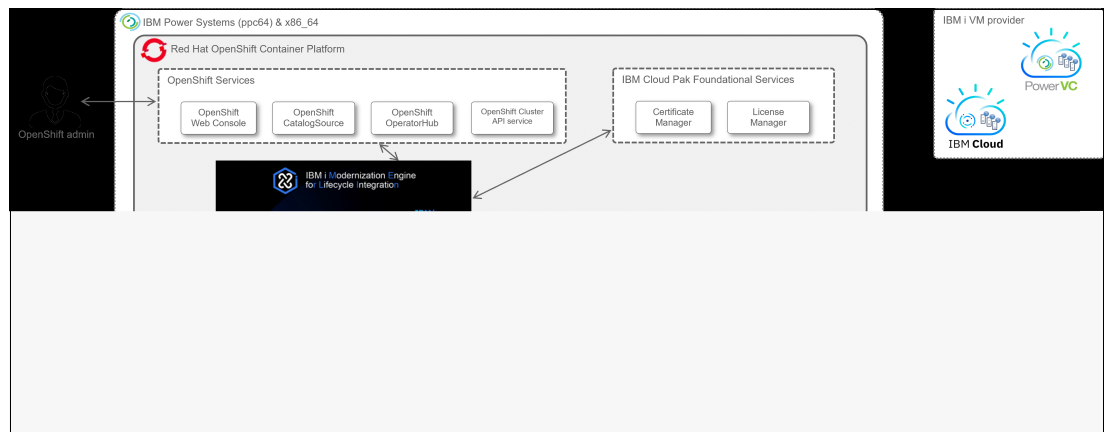 IBM Power Systems (ppc64) & x86_64
Red Hat OpenShift Container Platform
OpenShift Services
OpenShift
Web Console
OpenShift
CatalogSource
OpenShift
OperatorHub
OpenShift Cluster
API service
IBM Cloud Pak Foundational Services
Certificate
Manager
License
Manager
OpenShift admin
IBM i Modernization Engine
for Lifecycle Integration
IBM i VM provider
PowerVC
IBM Cloud